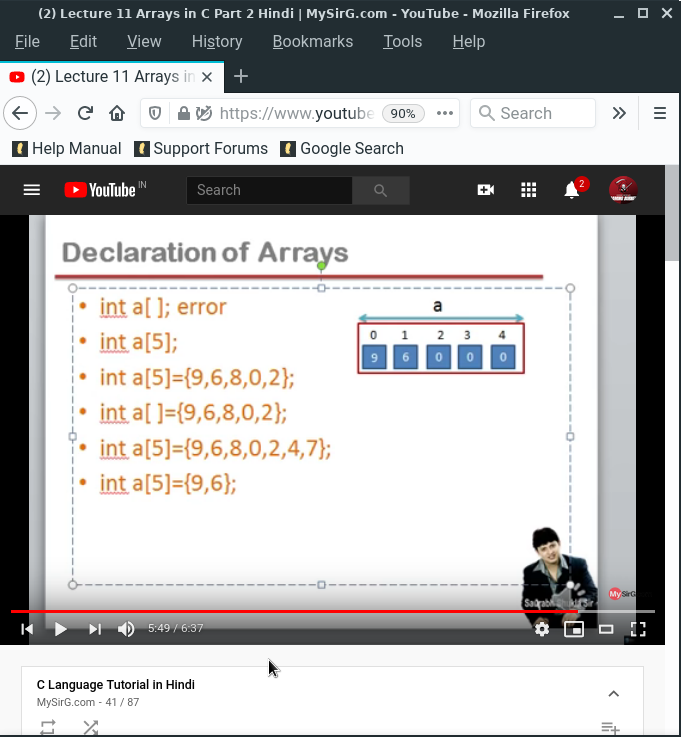 (2) Lecture 11 Arrays in C Part 2 Hindi | MySirG.com - YouTube - Mozilla Firefox
File Edit View History Bookmarks Tools Help
(2) Lecture 11 Arrays in
https://www.youtube 90% Search
Help Manual Support Forums Google Search
YouTube IN Search 2
Declaration of Arrays
• int a[ ]; error
• int a[5];
• int a[5]={9,6,8,0,2};
• int a[ ]={9,6,8,0,2};
• int a[5]={9,6,8,0,2,4,7};
• int a[5]={9,6};
a
0 1 2 3 4
9 6 0 0 0
Saurabh Shukla Sir
MySirG
5:49 / 6:37
C Language Tutorial in Hindi
MySirG.com - 41 / 87